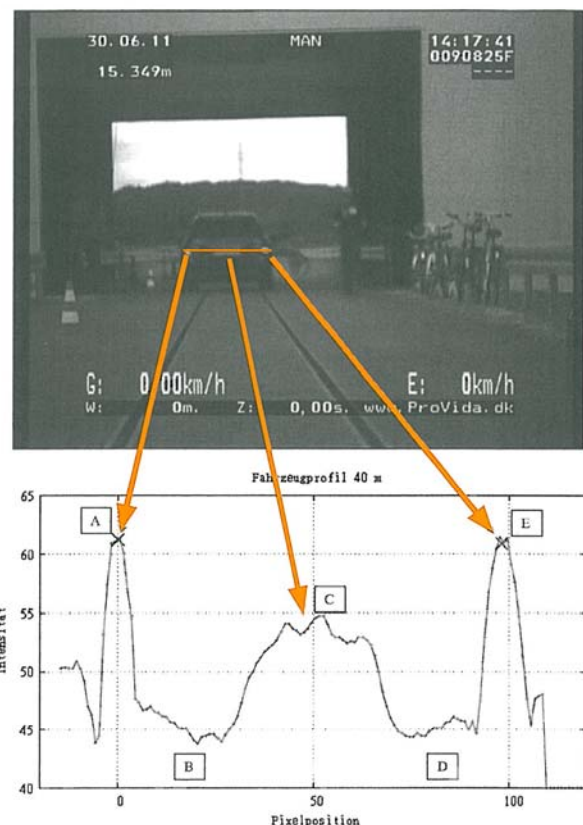 30.06.11 MAN 14:17:41
15.349m 0090825F
----
G: 0/00km/h E: 0km/h
W: 0m. Z: 0,00s. www.ProVida.dk
Fahrzeugprofil 40 m
65
A
E
60
C
55
Intensität
50
45
B
D
40
0
50
100
Pixelposition